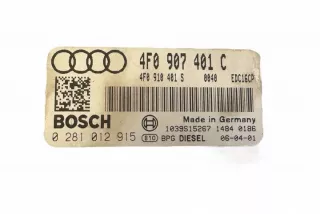 4F0 907 401 C
4F0 910 401 S 0040 EDC16CP
Made in Germany
BOSCH
1039S15267 1484 0186
0 281 012 915 E10 BPG DIESEL 06-04-01